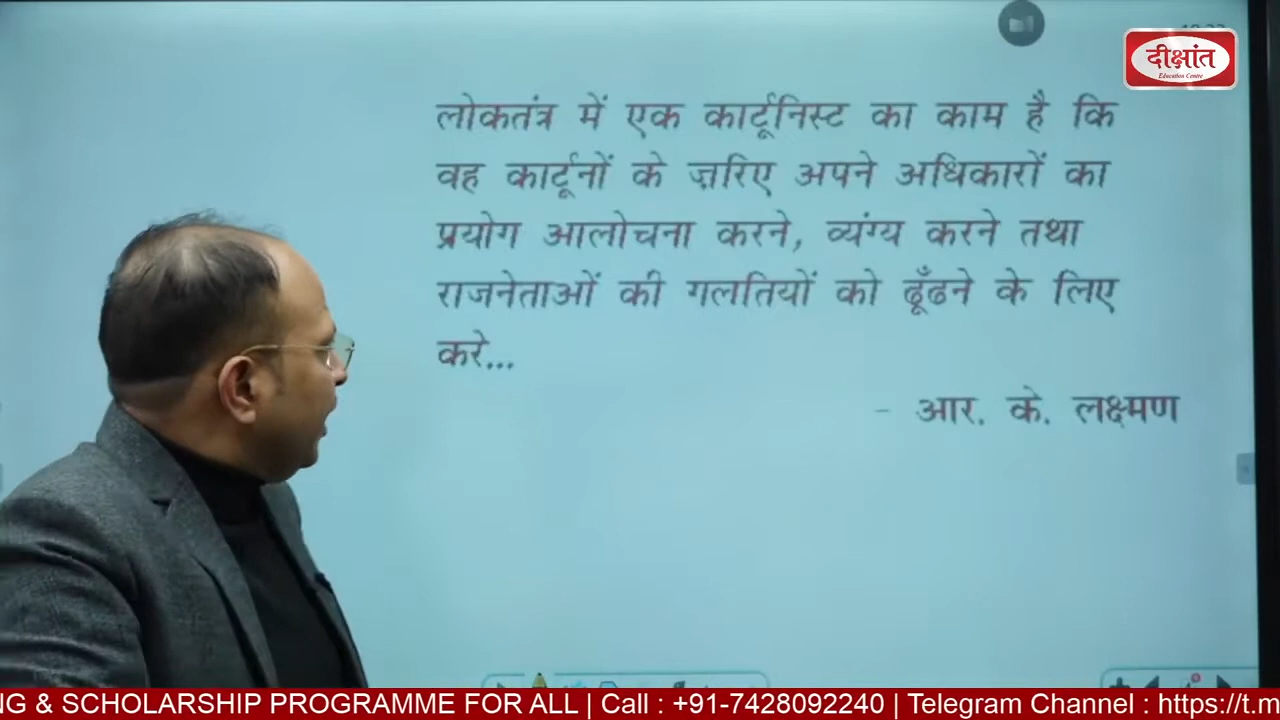 दीक्षांत
Education Centre
लोकतंत्र में एक कार्टूनिस्ट का काम है कि
वह कार्टूनों के ज़रिए अपने अधिकारों का
प्रयोग आलोचना करने, व्यंग्य करने तथा
राजनेताओं की गलतियों को ढूँढने के लिए
करे...
- आर. के. लक्ष्मण
NG & SCHOLARSHIP PROGRAMME FOR ALL | Call : +91-7428092240 | Telegram Channel : https://t.m